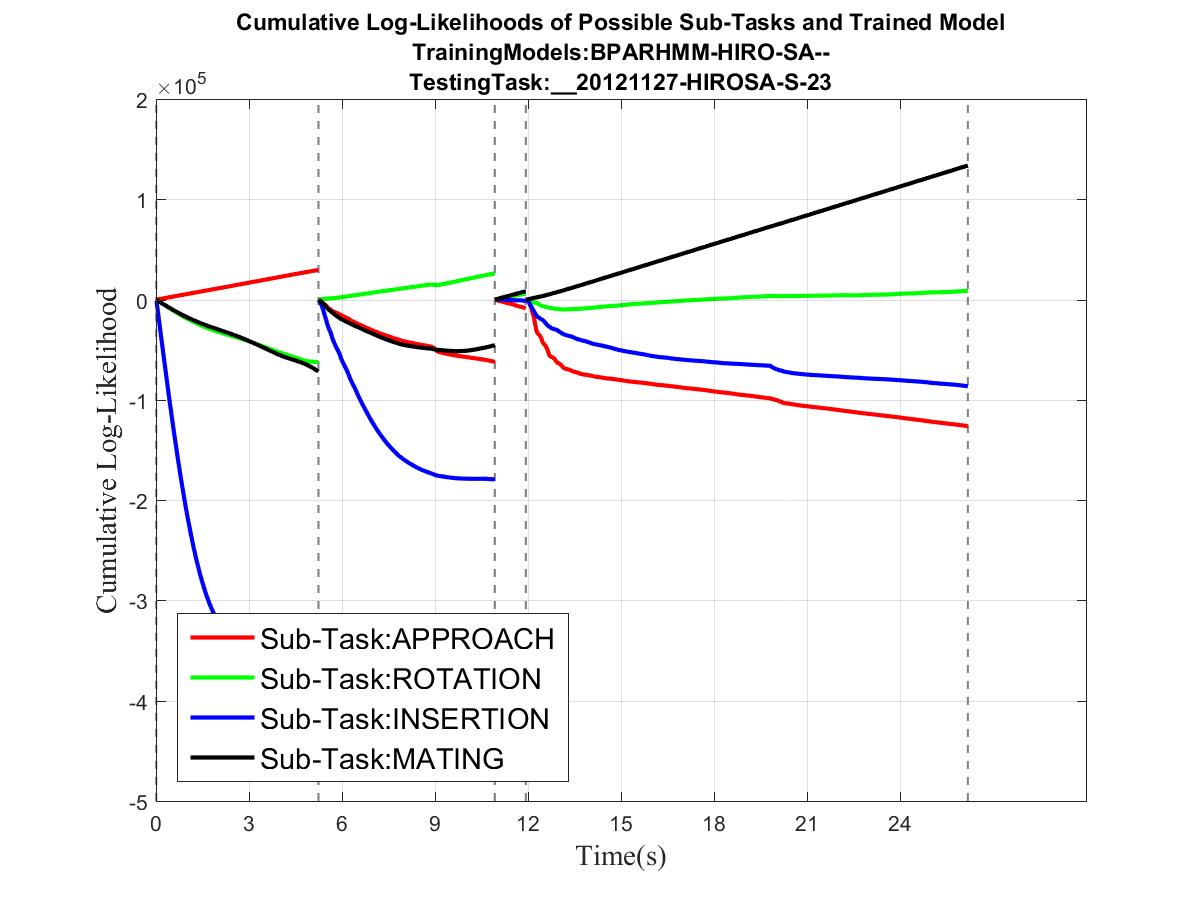 Cumulative Log-Likelihoods of Possible Sub-Tasks and Trained Model
TrainingModels:BPARHMM-HIRO-SA--
TestingTask:__20121127-HIROSA-S-23
×10⁵
2
1
0
-1
-2
-3
-4
-5
Cumulative Log-Likelihood
Sub-Task:APPROACH
Sub-Task:ROTATION
Sub-Task:INSERTION
Sub-Task:MATING
0 3 6 9 12 15 18 21 24
Time(s)